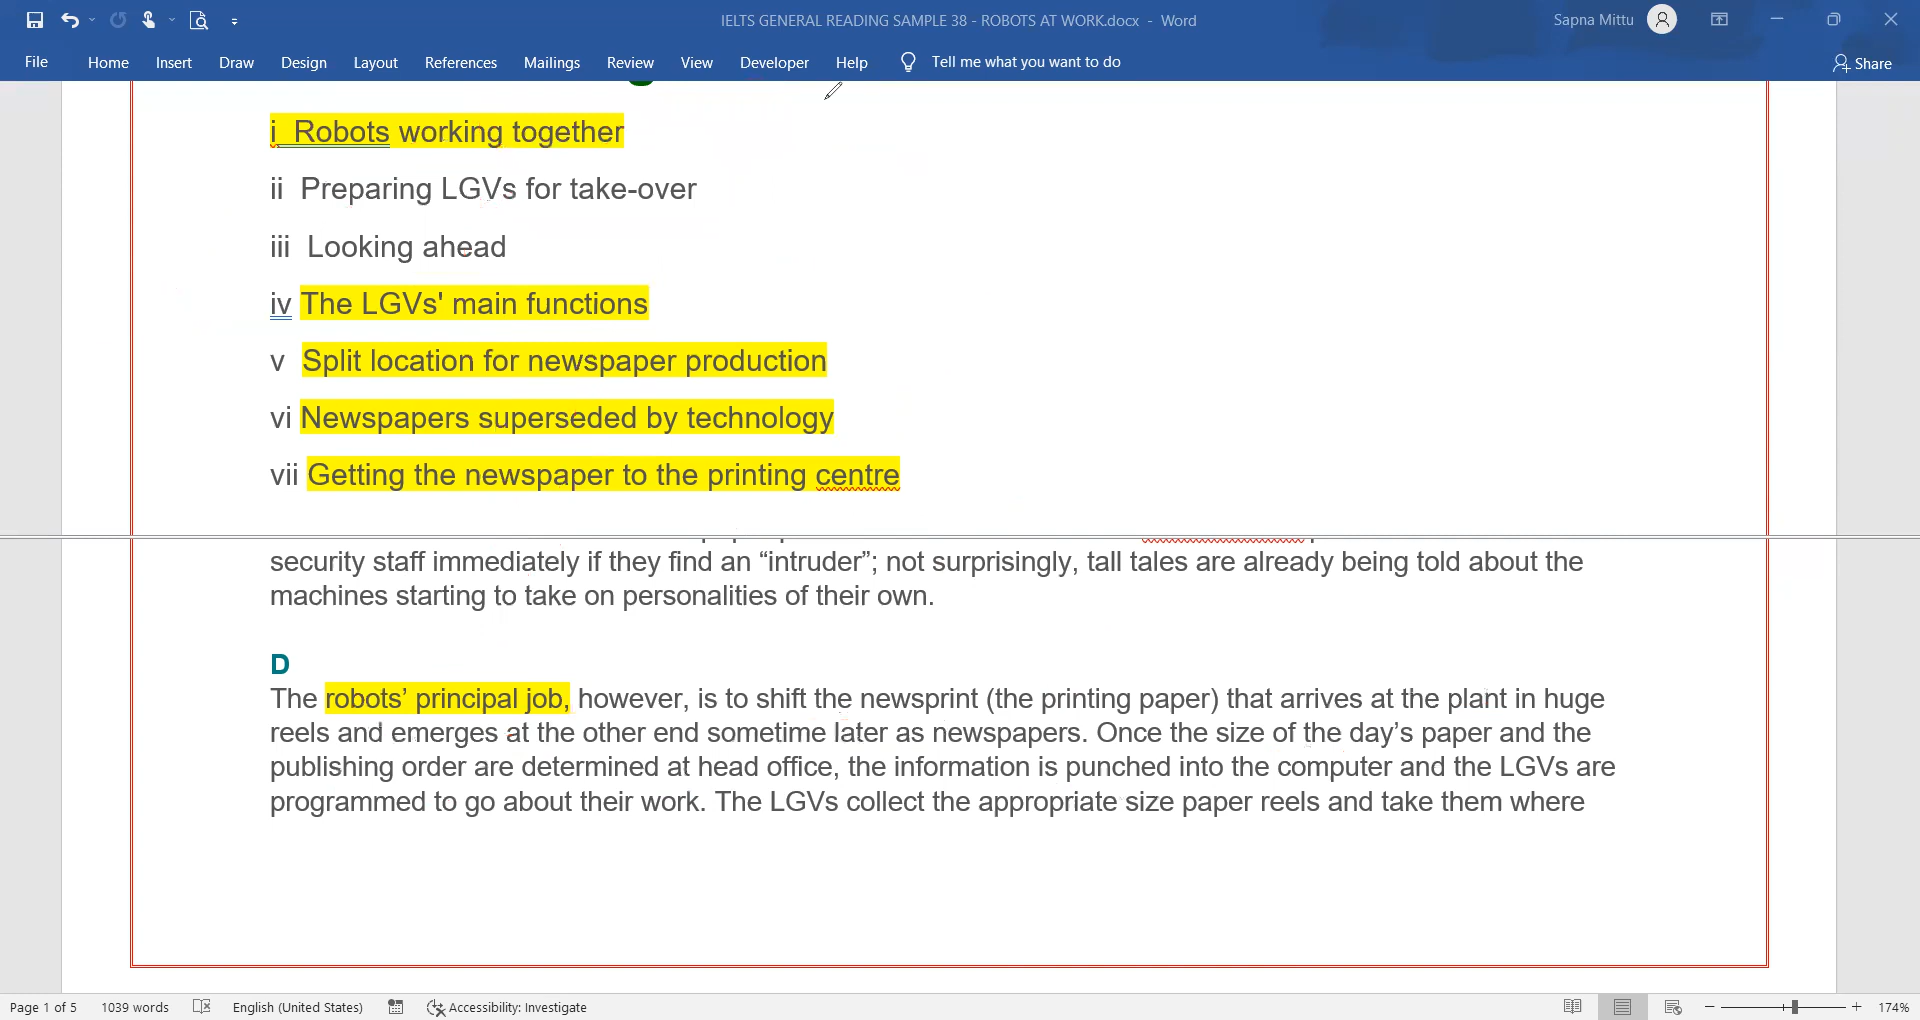 IELTS GENERAL READING SAMPLE 38 - ROBOTS AT WORK.docx - Word
Sapna Mittu
File Home Insert Draw Design Layout References Mailings Review View Developer Help Tell me what you want to do Share
i Robots working together
ii Preparing LGVs for take-over
iii Looking ahead
iv The LGVs' main functions
v Split location for newspaper production
vi Newspapers superseded by technology
vii Getting the newspaper to the printing centre
security staff immediately if they find an “intruder”; not surprisingly, tall tales are already being told about the
machines starting to take on personalities of their own.
D
The robots’ principal job, however, is to shift the newsprint (the printing paper) that arrives at the plant in huge
reels and emerges at the other end sometime later as newspapers. Once the size of the day’s paper and the
publishing order are determined at head office, the information is punched into the computer and the LGVs are
programmed to go about their work. The LGVs collect the appropriate size paper reels and take them where
Page 1 of 5 1039 words English (United States) Accessibility: Investigate 174%